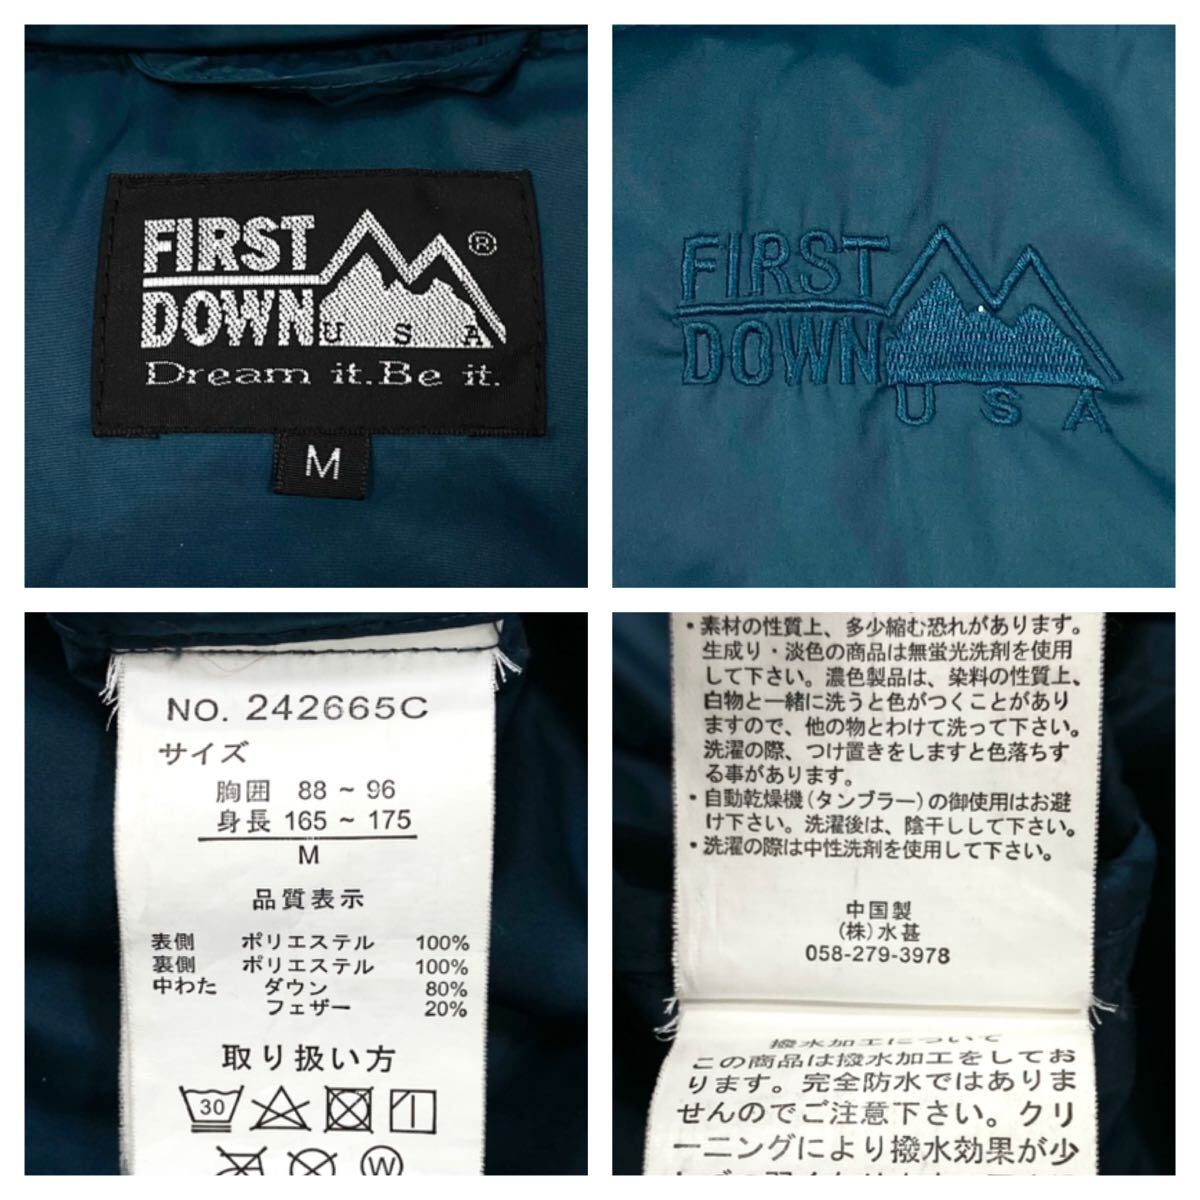 FIRST
DOWN USA
®
Dream it.Be it.
M
FIRST
DOWN
USA
NO. 242665C
サイズ
胸囲 88 ~ 96
身長 165 ~ 175
M
品質表示
表側 ポリエステル 100%
裏側 ポリエステル 100%
中わた ダウン 80%
フェザー 20%
取り扱い方
30
W
・素材の性質上、多少縮む恐れがあります。
生成り・淡色の商品は無蛍光洗剤を使用
して下さい。濃色製品は、染料の性質上、
白物と一緒に洗うと色がつくことがあり
ますので、他の物とわけて洗って下さい。
洗濯の際、つけ置きをしますと色落ちす
る事があります。
・自動乾燥機(タンブラー)の御使用はお避
け下さい。洗濯後は、陰干しして下さい。
・洗濯の際は中性洗剤を使用して下さい。
中国製
(株)水甚
058-279-3978
撥水加工について
この商品は撥水加工をしてお
ります。完全防水ではありま
せんのでご注意下さい。クリ
ーニングにより撥水効果が少